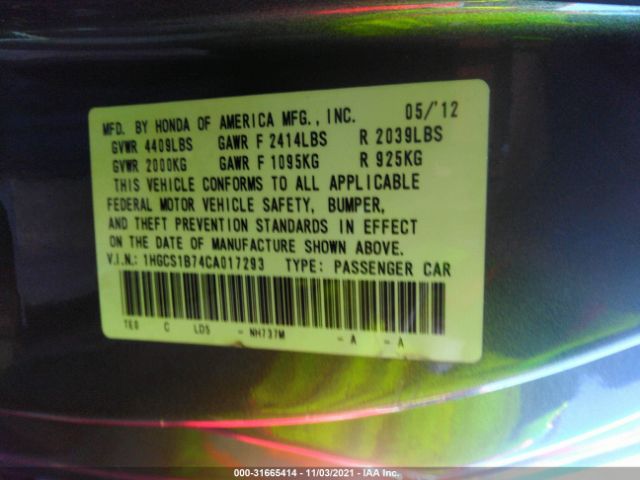 MFD. BY HONDA OF AMERICA MFG., INC. 05/'12
GVWR 4409LBS GAWR F 2414LBS R 2039LBS
GVWR 2000KG GAWR F 1095KG R 925KG
THIS VEHICLE CONFORMS TO ALL APPLICABLE
FEDERAL MOTOR VEHICLE SAFETY, BUMPER,
AND THEFT PREVENTION STANDARDS IN EFFECT
ON THE DATE OF MANUFACTURE SHOWN ABOVE.
V.I.N.: 1HGCS1B74CA017293 TYPE: PASSENGER CAR
TE0 C LD5 - NH737M - A - A
000-31665414 - 11/03/2021 - IAA Inc.